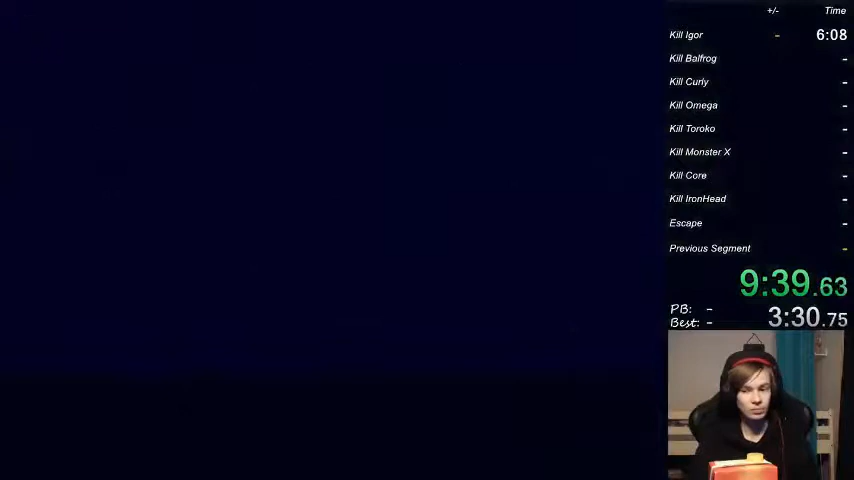 +/- Time
Kill Igor - 6:08
Kill Balfrog -
Kill Curly -
Kill Omega -
Kill Toroko -
Kill Monster X -
Kill Core -
Kill IronHead -
Escape -
Previous Segment -
9:39.63
PB: - 
Best: - 3:30.75